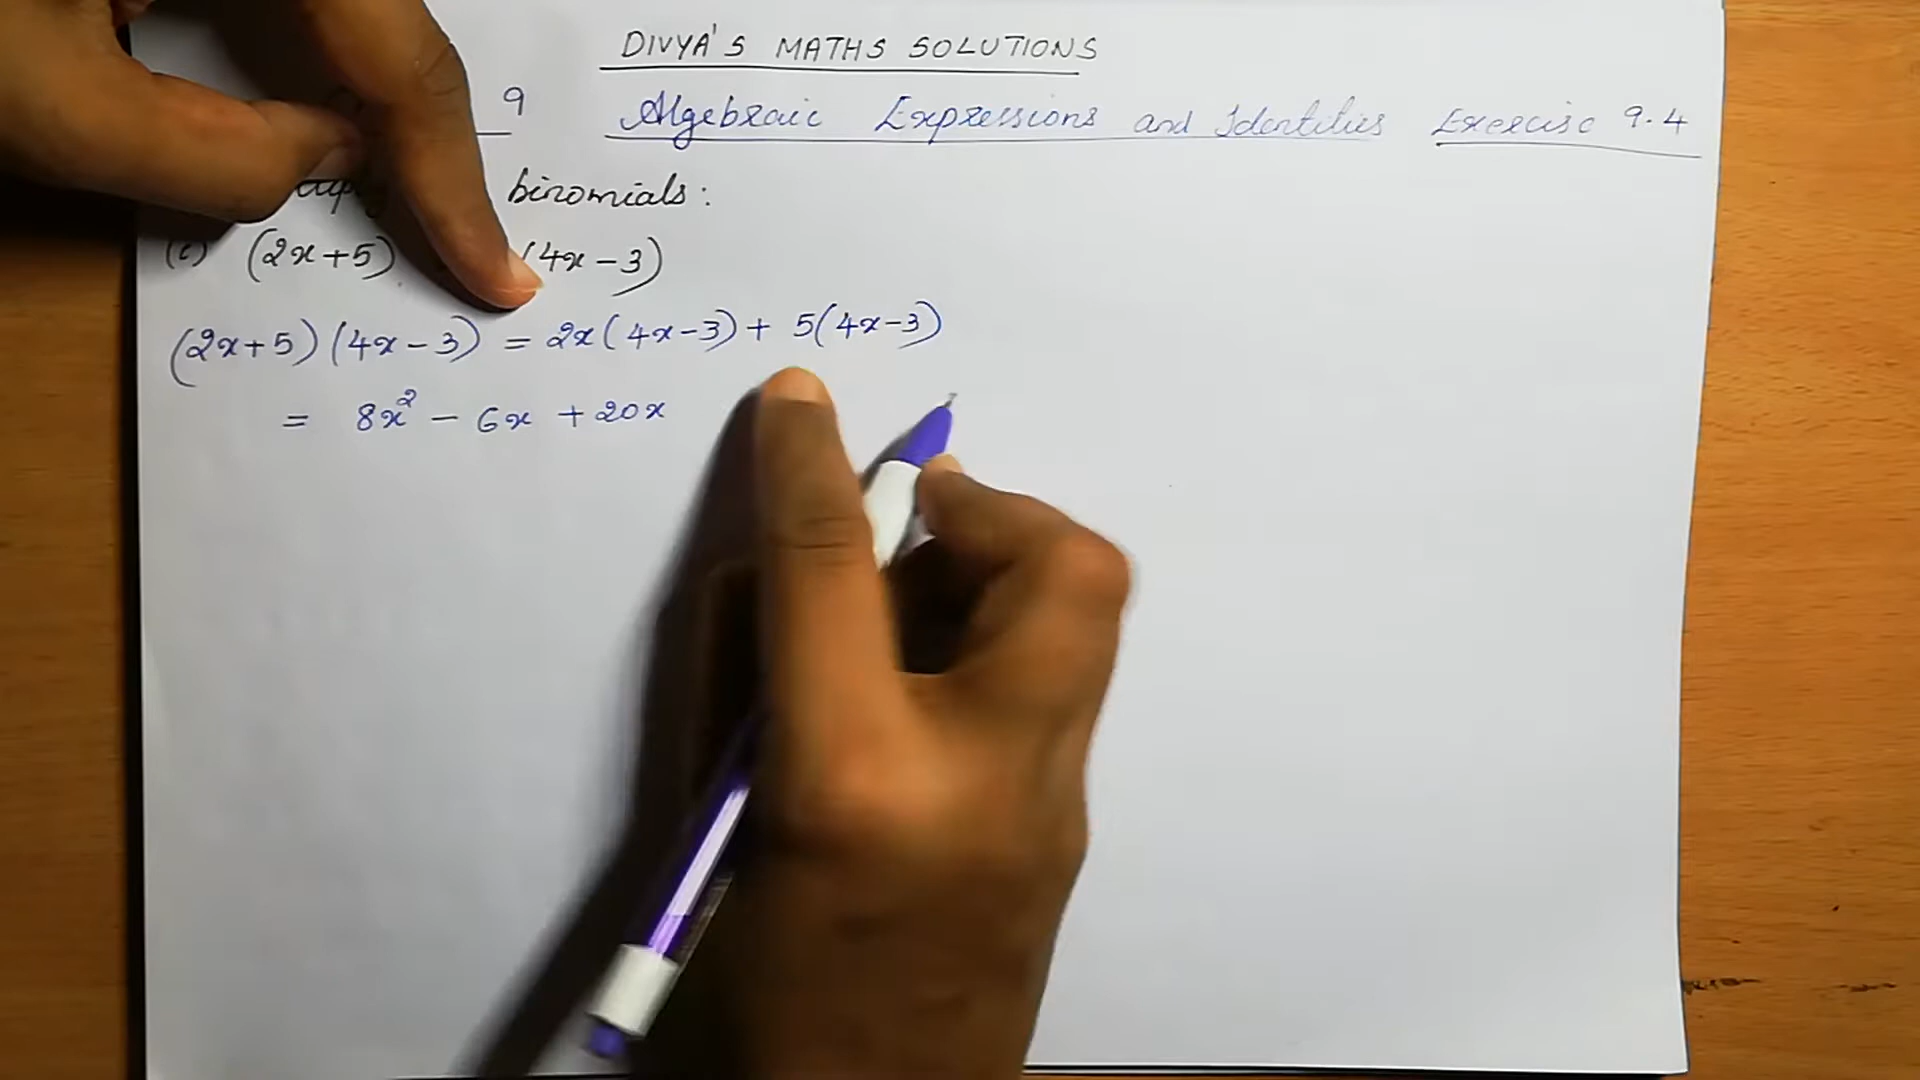 DIVYA'S MATHS SOLUTIONS
9 Algebraic Expressions and Identities Exercise 9.4
binomials:
(2x+5) (4x-3)
(2x+5)(4x-3) = 2x(4x-3)+ 5(4x-3)
= 8x² - 6x +20x